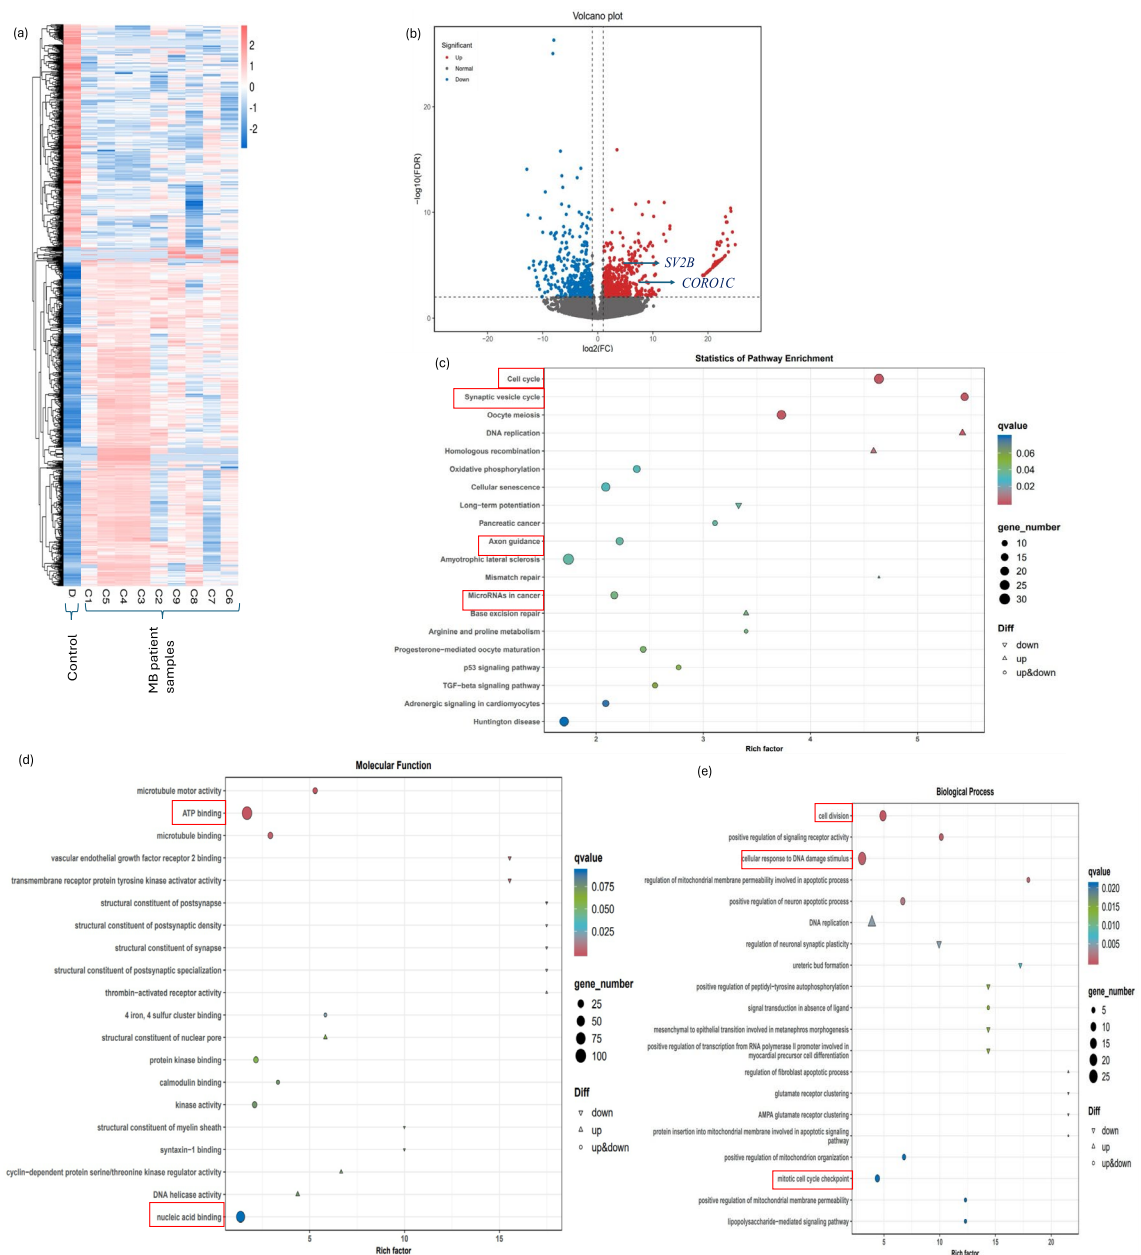 (a)
2
1
0
-1
-2
D
C1
C5
C4
C3
C2
C9
C8
C7
C6
Control
MB patient
samples
(b)
Volcano plot
Significant
Up
Normal
Down
−log10(FDR)
20
10
0
SV2B
CORO1C
−20
−10
0
10
20
log2(FC)
(c)
Statistics of Pathway Enrichment
Cell cycle
Synaptic vesicle cycle
Oocyte meiosis
DNA replication
Homologous recombination
Oxidative phosphorylation
Cellular senescence
Long−term potentiation
Pancreatic cancer
Axon guidance
Amyotrophic lateral sclerosis
Mismatch repair
MicroRNAs in cancer
Base excision repair
Arginine and proline metabolism
Progesterone−mediated oocyte maturation
p53 signaling pathway
TGF−beta signaling pathway
Adrenergic signaling in cardiomyocytes
Huntington disease
2
3
4
5
Rich factor
qvalue
0.06
0.04
0.02
gene_number
10
15
20
25
30
Diff
down
up
up&down
(d)
Molecular Function
microtubule motor activity
ATP binding
microtubule binding
vascular endothelial growth factor receptor 2 binding
transmembrane receptor protein tyrosine kinase activator activity
structural constituent of postsynapse
structural constituent of postsynaptic density
structural constituent of synapse
structural constituent of postsynaptic specialization
thrombin−activated receptor activity
4 iron, 4 sulfur cluster binding
structural constituent of nuclear pore
protein kinase binding
calmodulin binding
kinase activity
structural constituent of myelin sheath
syntaxin−1 binding
cyclin−dependent protein serine/threonine kinase regulator activity
DNA helicase activity
nucleic acid binding
5
10
15
Rich factor
qvalue
0.075
0.050
0.025
gene_number
25
50
75
100
Diff
down
up
up&down
(e)
Biological Process
cell division
positive regulation of signaling receptor activity
cellular response to DNA damage stimulus
regulation of mitochondrial membrane permeability involved in apoptotic process
positive regulation of neuron apoptotic process
DNA replication
regulation of neuronal synaptic plasticity
ureteric bud formation
positive regulation of peptidyl−tyrosine autophosphorylation
signal transduction in absence of ligand
mesenchymal to epithelial transition involved in metanephros morphogenesis
positive regulation of transcription from RNA polymerase II promoter involved in
myocardial precursor cell differentiation
regulation of fibroblast apoptotic process
glutamate receptor clustering
AMPA glutamate receptor clustering
protein insertion into mitochondrial membrane involved in apoptotic signaling
pathway
positive regulation of mitochondrion organization
mitotic cell cycle checkpoint
positive regulation of mitochondrial membrane permeability
lipopolysaccharide−mediated signaling pathway
5
10
15
20
Rich factor
qvalue
0.020
0.015
0.010
0.005
gene_number
5
10
15
20
25
Diff
down
up
up&down